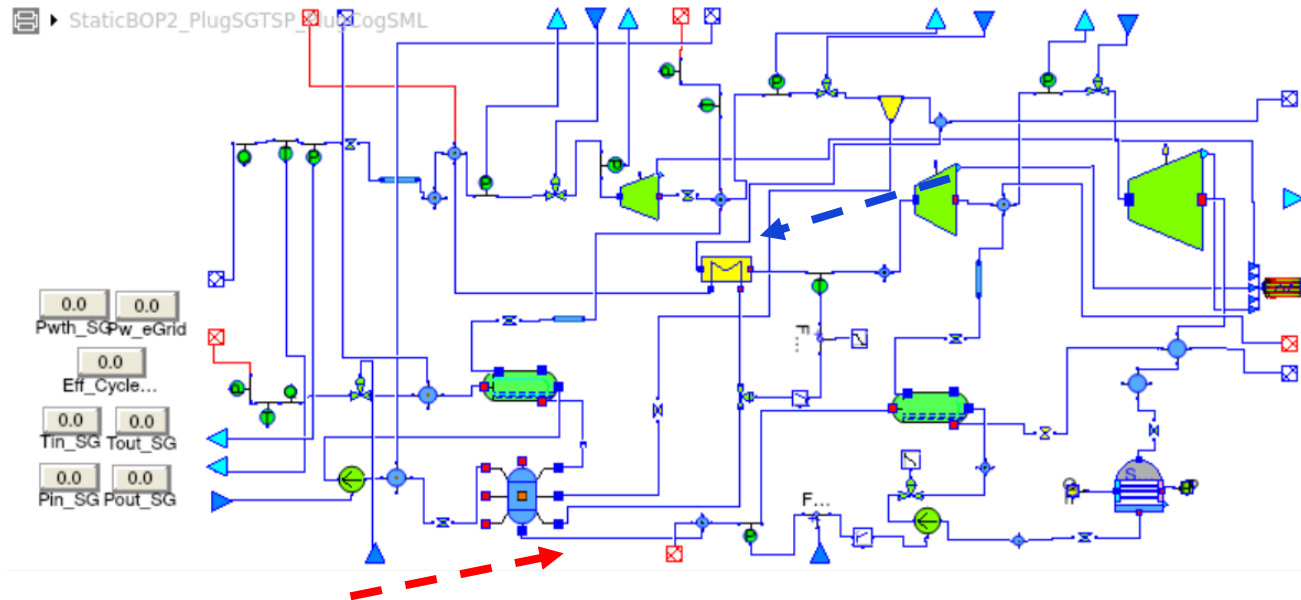 StaticBOP2_PlugSGTSP_PlugCogSML
0.0 0.0
Pwth_SG Pw_eGrid
0.0
Eff_Cycle...
0.0 0.0
Tin_SG Tout_SG
0.0 0.0
Pin_SG Pout_SG
F...
F...
S